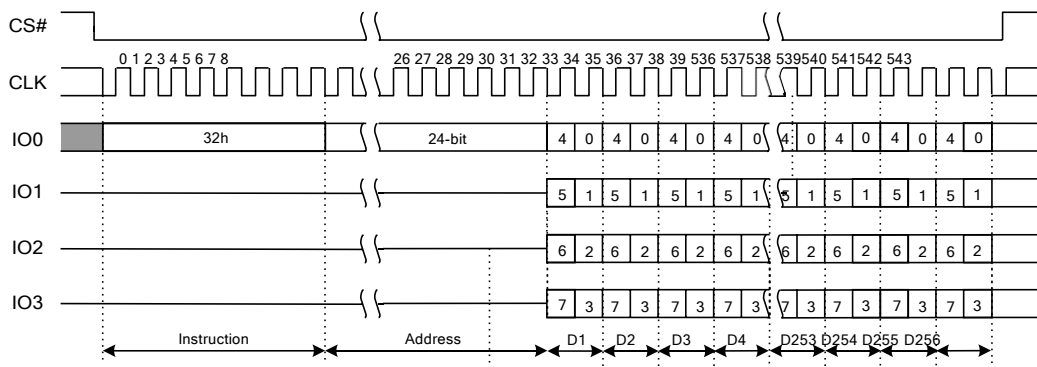 CS#
0 1 2 3 4 5 6 7 8 26 27 28 29 30 31 32 33 34 35 36 37 38 39 536 537538 539540 541542 543
CLK
IO0 32h 24-bit 4 0 4 0 4 0 4 0 4 0 4 0 4 0 4 0
IO1 5 1 5 1 5 1 5 1 5 1 5 1 5 1 5 1
IO2 6 2 6 2 6 2 6 2 6 2 6 2 6 2 6 2
IO3 7 3 7 3 7 3 7 3 7 3 7 3 7 3 7 3
Instruction Address D1 D2 D3 D4 D253 D254 D255 D256